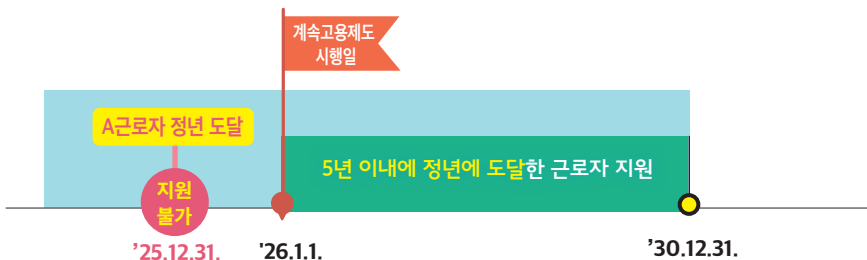 계속고용제도
시행일
A근로자 정년 도달
5년 이내에 정년에 도달한 근로자 지원
지원
불가
’25.12.31.
'26.1.1.
’30.12.31.